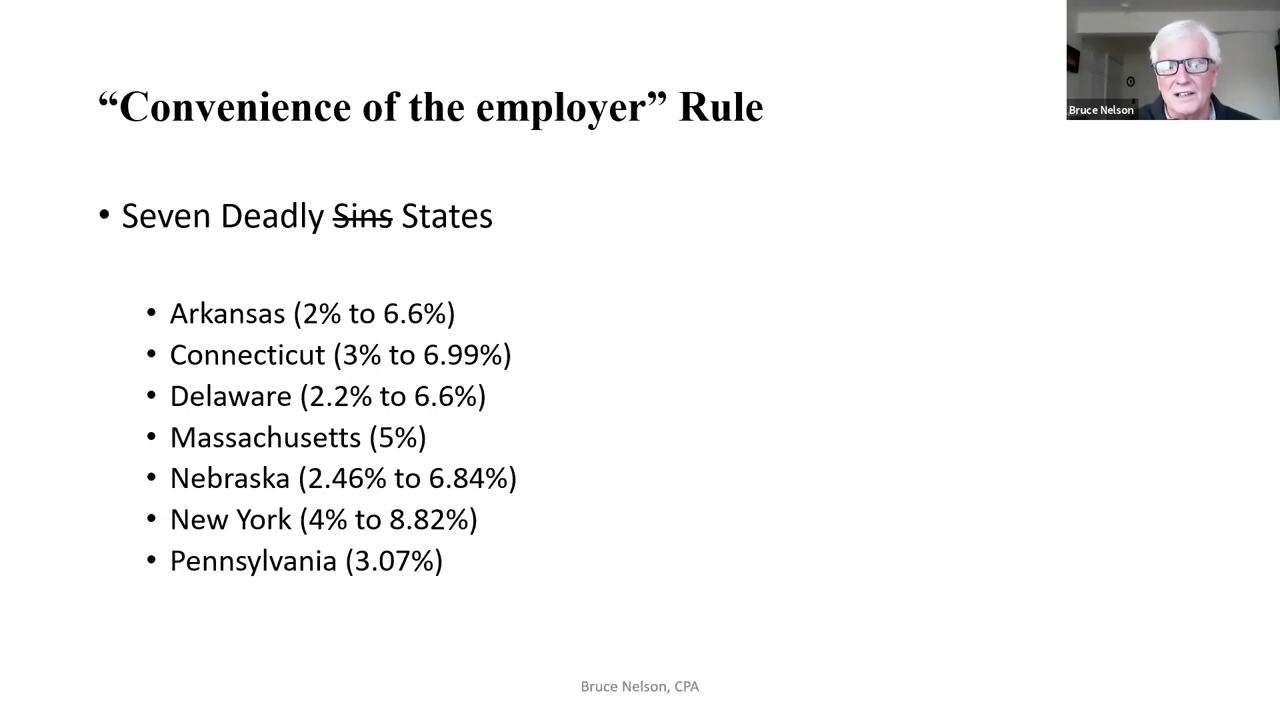 Bruce Nelson
“Convenience of the employer” Rule
• Seven Deadly Sins States
• Arkansas (2% to 6.6%)
• Connecticut (3% to 6.99%)
• Delaware (2.2% to 6.6%)
• Massachusetts (5%)
• Nebraska (2.46% to 6.84%)
• New York (4% to 8.82%)
• Pennsylvania (3.07%)
Bruce Nelson, CPA